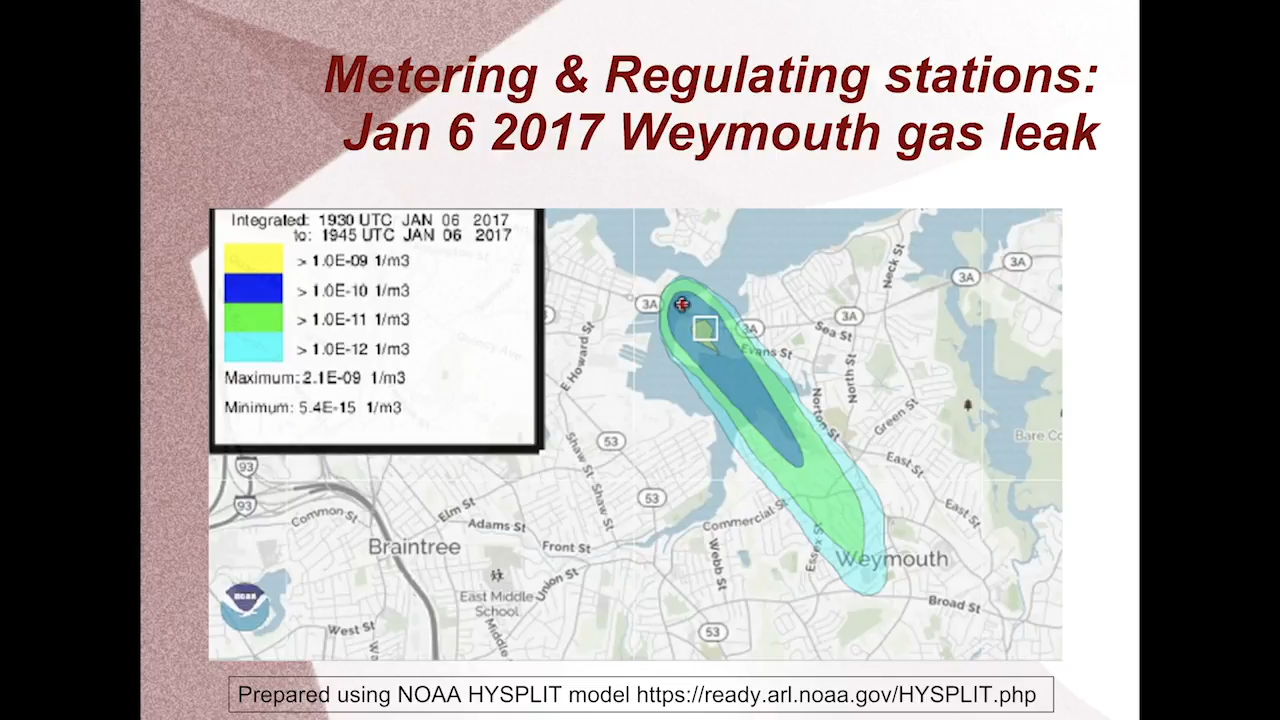 Metering & Regulating stations:
Jan 6 2017 Weymouth gas leak
Integrated: 1930 UTC JAN 06 2017
to: 1945 UTC JAN 06 2017
> 1.0E-09 1/m3
> 1.0E-10 1/m3
> 1.0E-11 1/m3
> 1.0E-12 1/m3
Maximum: 2.1E-09 1/m3
Minimum: 5.4E-15 1/m3
Neck St
3A
3A
3A
3A
3A
Sea St
Evans St
E Howard St
North St
Norton St
Green St
53
Bare Co
Shaw St
Shaw St
East St
93
53
93
East St
Common St
Elm St
Adams St
Commercial St
Essex St
Braintree
Front St
Webb St
Weymouth
Union St
East Middle
School
Broad St
West St
Middle
53
NOAA
Prepared using NOAA HYSPLIT model https://ready.arl.noaa.gov/HYSPLIT.php